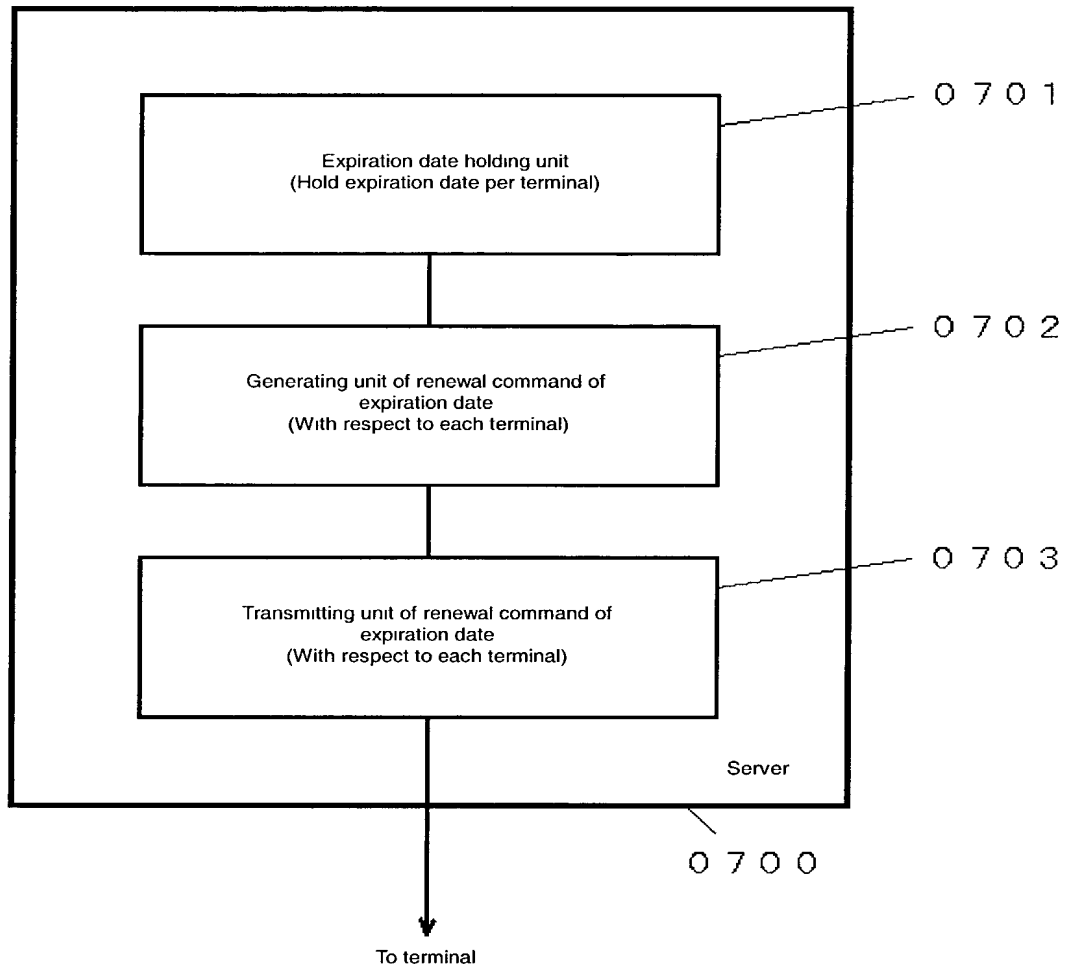 0701
Expiration date holding unit
(Hold expiration date per terminal)
0702
Generating unit of renewal command of
expiration date
(With respect to each terminal)
0703
Transmitting unit of renewal command of
expiration date
(With respect to each terminal)
Server
0700
To terminal